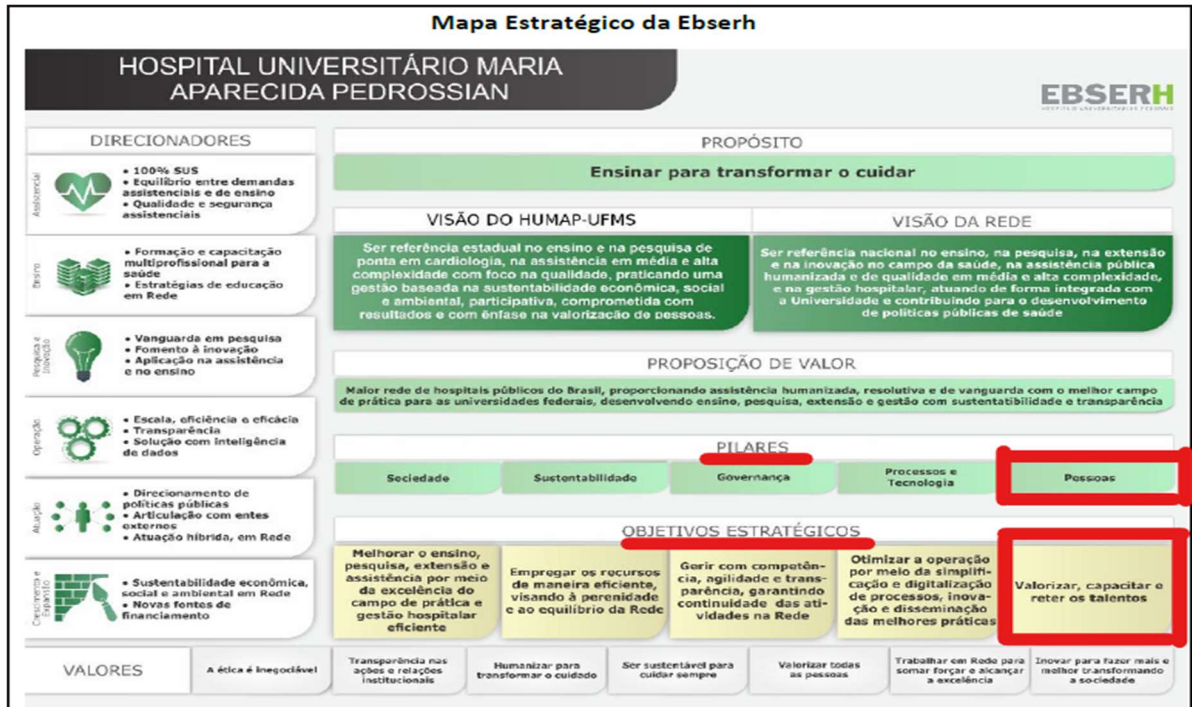 Mapa Estratégico da Ebserh
HOSPITAL UNIVERSITÁRIO MARIA
APARECIDA PEDROSSIAN
EBSERH
HOSPITAIS UNIVERSITÁRIOS FEDERAIS
DIRECIONADORES
Assistencial
• 100% SUS
• Equilíbrio entre demandas
assistenciais e de ensino
• Qualidade e segurança
assistenciais
Ensino
• Formação e capacitação
multiprofissional para a
saúde
• Estratégias de educação
em Rede
Pesquisa e
Inovação
• Vanguarda em pesquisa
• Fomento à inovação
• Aplicação na assistência
e no ensino
Operação
• Escala, eficiência e eficácia
• Transparência
• Solução com inteligência
de dados
Atuação
• Direcionamento de
políticas públicas
• Articulação com entes
externos
• Atuação híbrida, em Rede
Crescimento e
Expansão
• Sustentabilidade econômica,
social e ambiental em Rede
• Novas fontes de
financiamento
PROPÓSITO
Ensinar para transformar o cuidar
VISÃO DO HUMAP-UFMS
Ser referência estadual no ensino e na pesquisa de
ponta em cardiologia, na assistência em média e alta
complexidade com foco na qualidade, praticando uma
gestão baseada na sustentabilidade econômica, social
e ambiental, participativa, comprometida com
resultados e com ênfase na valorização de pessoas.
VISÃO DA REDE
Ser referência nacional no ensino, na pesquisa, na extensão
e na inovação no campo da saúde, na assistência pública
humanizada e de qualidade em média e alta complexidade,
e na gestão hospitalar, atuando de forma integrada com
a Universidade e contribuindo para o desenvolvimento
de políticas públicas de saúde
PROPOSIÇÃO DE VALOR
Maior rede de hospitais públicos do Brasil, proporcionando assistência humanizada, resolutiva e de vanguarda com o melhor campo
de prática para as universidades federais, desenvolvendo ensino, pesquisa, extensão e gestão com sustentatibilidade e transparência
PILARES
Sociedade
Sustentabilidade
Governança
Processos e
Tecnologia
Pessoas
OBJETIVOS ESTRATÉGICOS
Melhorar o ensino,
pesquisa, extensão e
assistência por meio
da excelência do
campo de prática e
gestão hospitalar
eficiente
Empregar os recursos
de maneira eficiente,
visando à perenidade
e ao equilíbrio da Rede
Gerir com competên-
cia, agilidade e trans-
parência, garantindo
continuidade das ati-
vidades na Rede
Otimizar a operação
por meio da simplifi-
cação e digitalização
de processos, inova-
ção e disseminação
das melhores práticas
Valorizar, capacitar e
reter os talentos
VALORES
A ética é inegociável
Transparência nas
ações e relações
institucionais
Humanizar para
transformar o cuidado
Ser sustentável para
cuidar sempre
Valorizar todas
as pessoas
Trabalhar em Rede para
somar forçar e alcançar
a excelência
Inovar para fazer mais e
melhor transformando
a sociedade